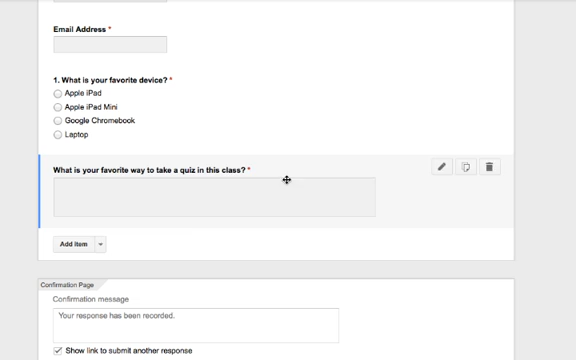 Email Address *
1. What is your favorite device? *
Apple iPad
Apple iPad Mini
Google Chromebook
Laptop
What is your favorite way to take a quiz in this class? *
Add item
Confirmation Page
Confirmation message
Your response has been recorded.
Show link to submit another response